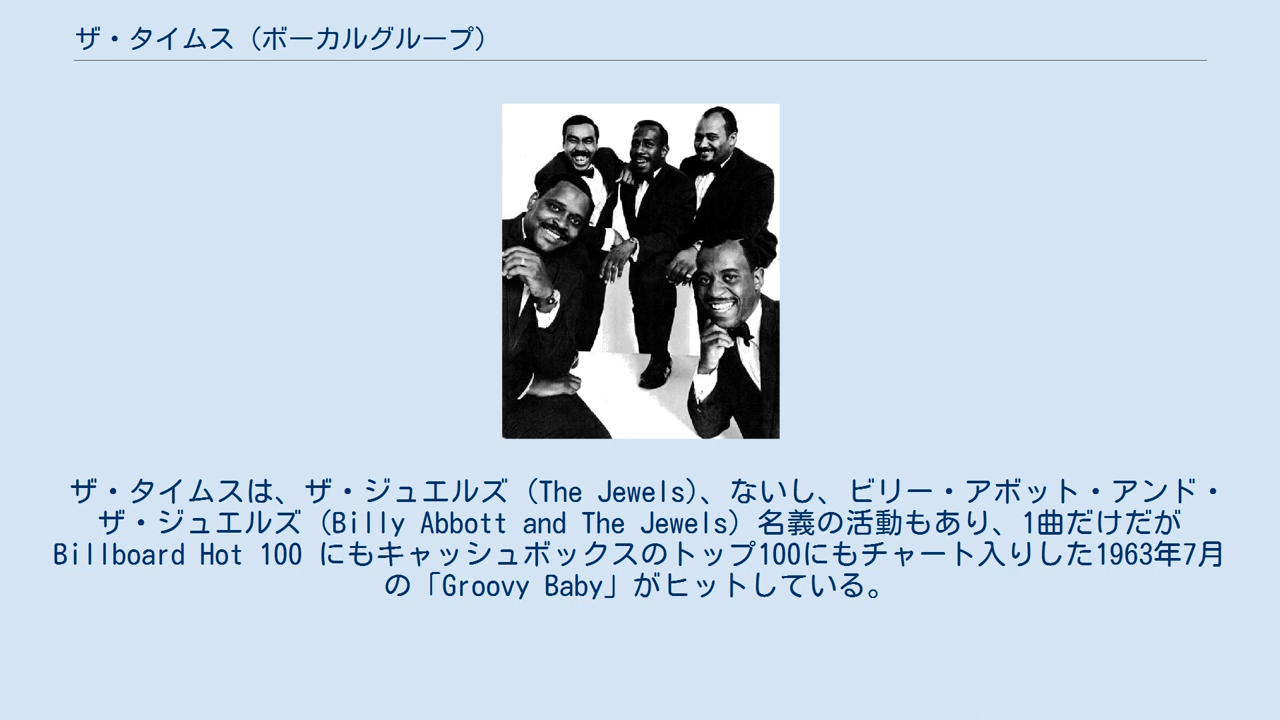 ザ・タイムス（ボーカルグループ）
ザ・タイムスは、ザ・ジュエルズ（The Jewels）、ないし、ビリー・アボット・アンド・
ザ・ジュエルズ（Billy Abbott and The Jewels）名義の活動もあり、1曲だけだが
Billboard Hot 100 にもキャッシュボックスのトップ100にもチャート入りした1963年7月
の「Groovy Baby」がヒットしている。